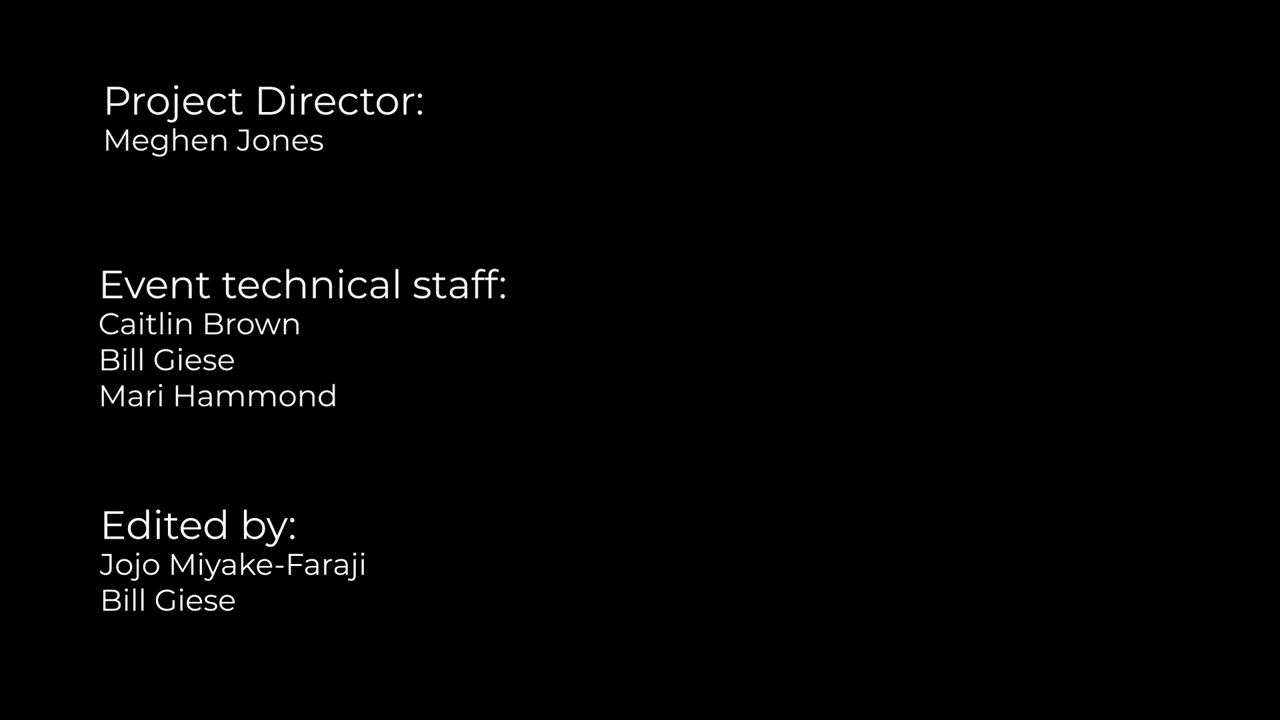 Project Director:
Meghen Jones
Event technical staff:
Caitlin Brown
Bill Giese
Mari Hammond
Edited by:
Jojo Miyake-Faraji
Bill Giese